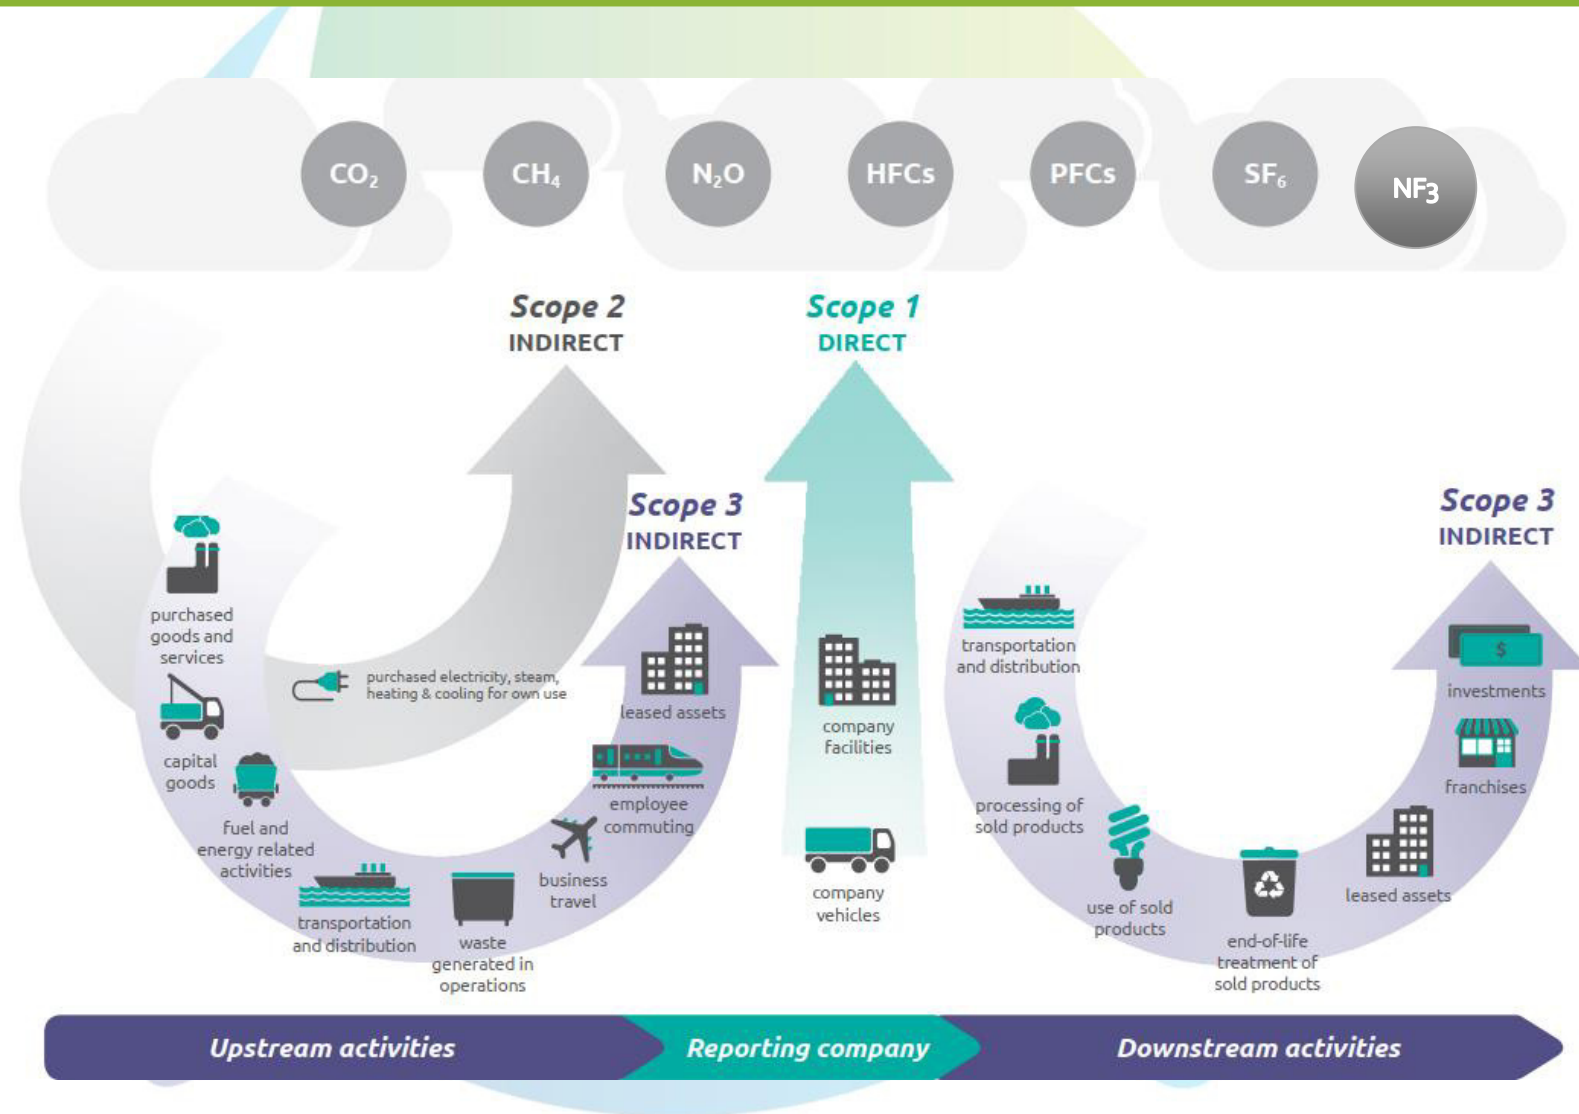 CO₂
CH₄
N₂O
HFCs
PFCs
SF₆
NF3
Scope 2
INDIRECT
Scope 1
DIRECT
Scope 3
INDIRECT
Scope 3
INDIRECT
purchased
goods and
services
capital
goods
fuel and
energy related
activities
transportation
and distribution
waste
generated in
operations
business
travel
employee
commuting
leased assets
purchased electricity, steam,
heating & cooling for own use
company
facilities
company
vehicles
transportation
and distribution
processing of
sold products
use of sold
products
end-of-life
treatment of
sold products
leased assets
franchises
$
investments
Upstream activities
Reporting company
Downstream activities